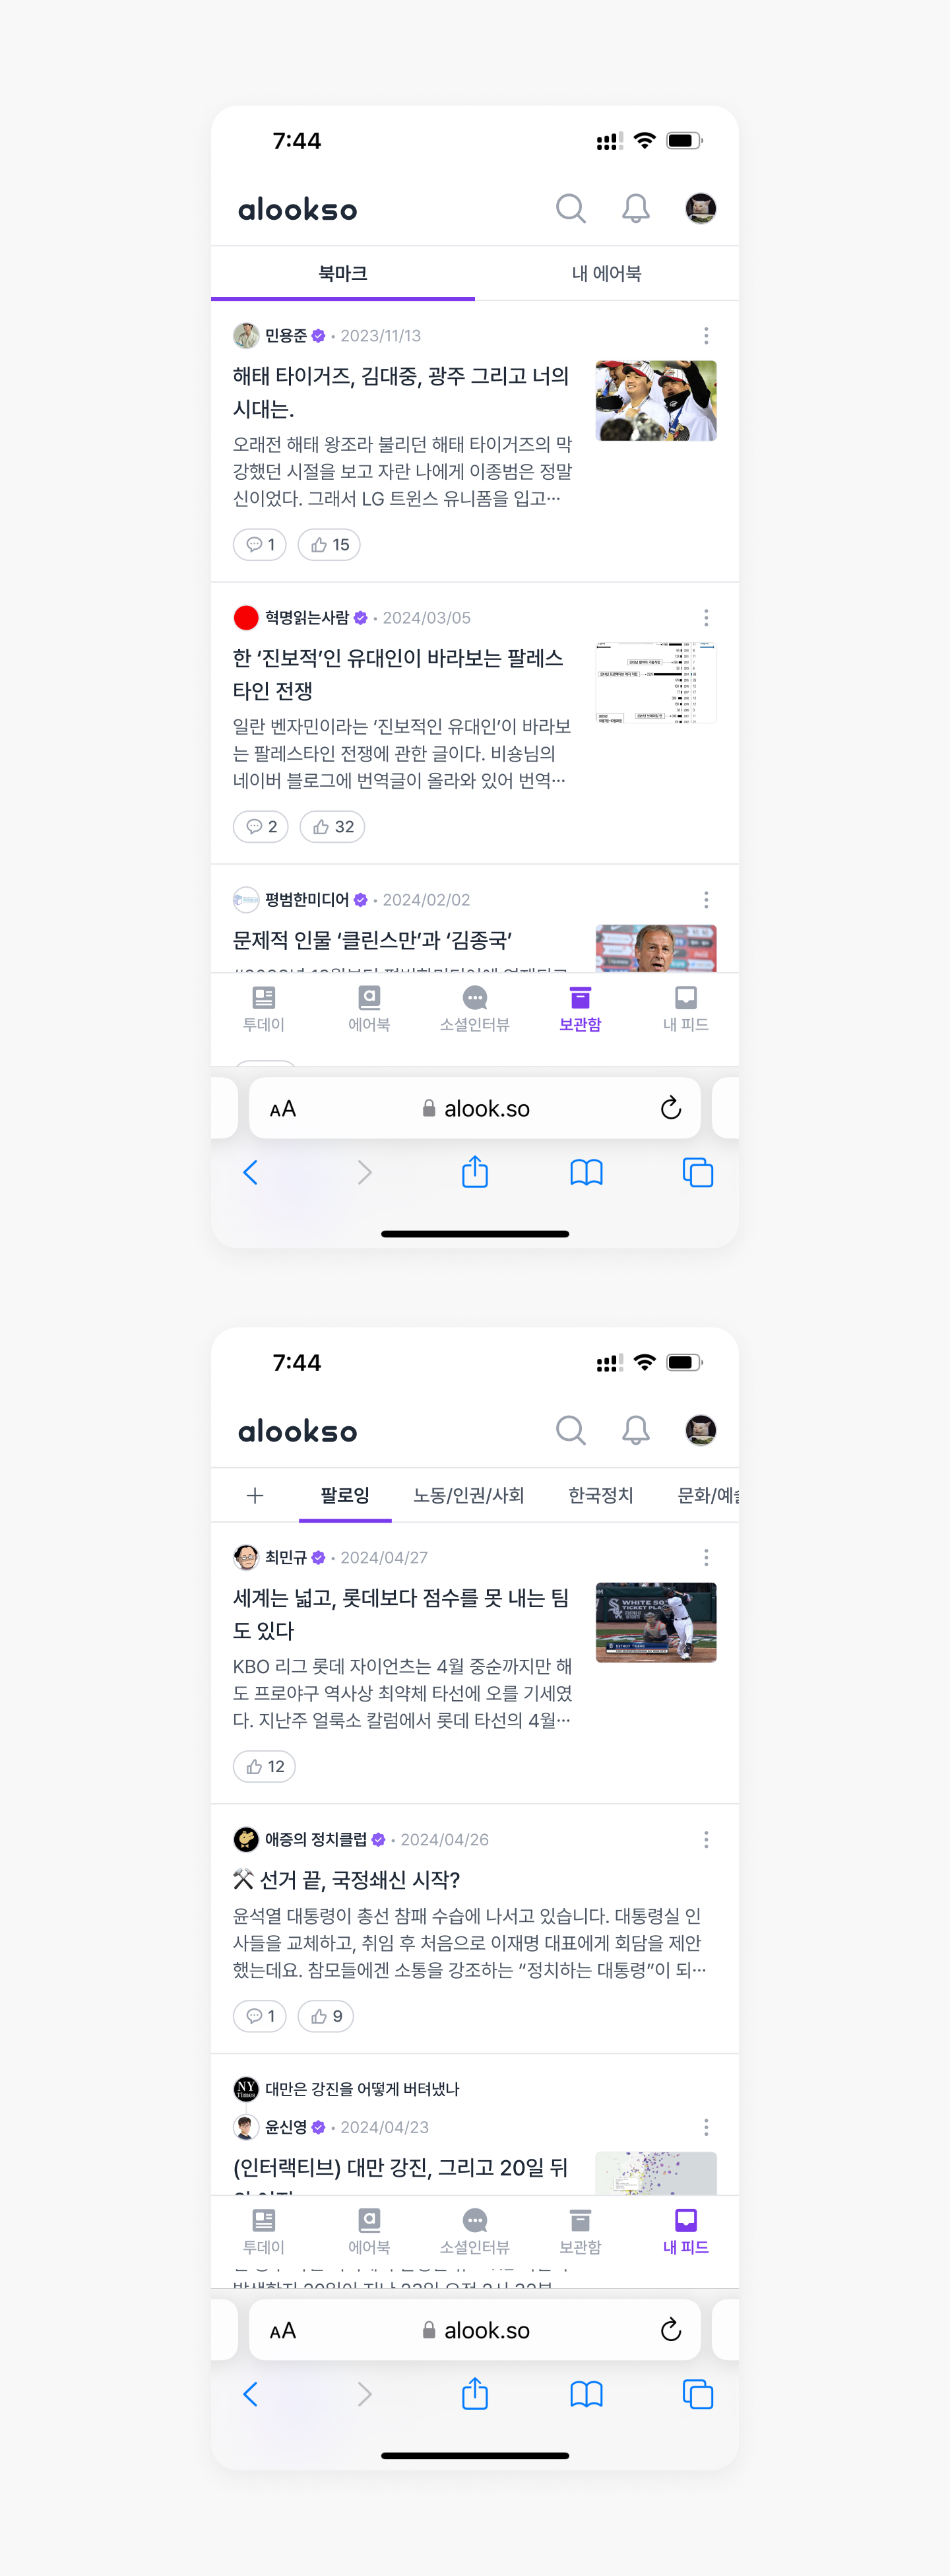 7:44
alookso
북마크
내 에어북
민용준 • 2023/11/13
해태 타이거즈, 김대중, 광주 그리고 너의
시대는.
오래전 해태 왕조라 불리던 해태 타이거즈의 막
강했던 시절을 보고 자란 나에게 이종범은 정말
신이었다. 그래서 LG 트윈스 유니폼을 입고…
1
15
혁명읽는사람 • 2024/03/05
한 ‘진보적’인 유대인이 바라보는 팔레스
타인 전쟁
일란 벤자민이라는 ‘진보적인 유대인’이 바라보
는 팔레스타인 전쟁에 관한 글이다. 비숑님의
네이버 블로그에 번역글이 올라와 있어 번역…
2
32
평범한미디어 • 2024/02/02
문제적 인물 ‘클린스만’과 ‘김종국’
투데이
에어북
소셜인터뷰
보관함
내 피드
AA
alook.so
7:44
alookso
팔로잉
노동/인권/사회
한국정치
문화/예술
최민규 • 2024/04/27
세계는 넓고, 롯데보다 점수를 못 내는 팀
도 있다
KBO 리그 롯데 자이언츠는 4월 중순까지만 해
도 프로야구 역사상 최약체 타선에 오를 기세였
다. 지난주 얼룩소 칼럼에서 롯데 타선의 4월…
WHITE SO
TICKET PLA
12
애증의 정치클럽 • 2024/04/26
⚒️ 선거 끝, 국정쇄신 시작?
윤석열 대통령이 총선 참패 수습에 나서고 있습니다. 대통령실 인
사들을 교체하고, 취임 후 처음으로 이재명 대표에게 회담을 제안
했는데요. 참모들에겐 소통을 강조하는 “정치하는 대통령”이 되…
1
9
NY
Times
대만은 강진을 어떻게 버텨냈나
윤신영 • 2024/04/23
(인터랙티브) 대만 강진, 그리고 20일 뒤
투데이
에어북
소셜인터뷰
보관함
내 피드
AA
alook.so